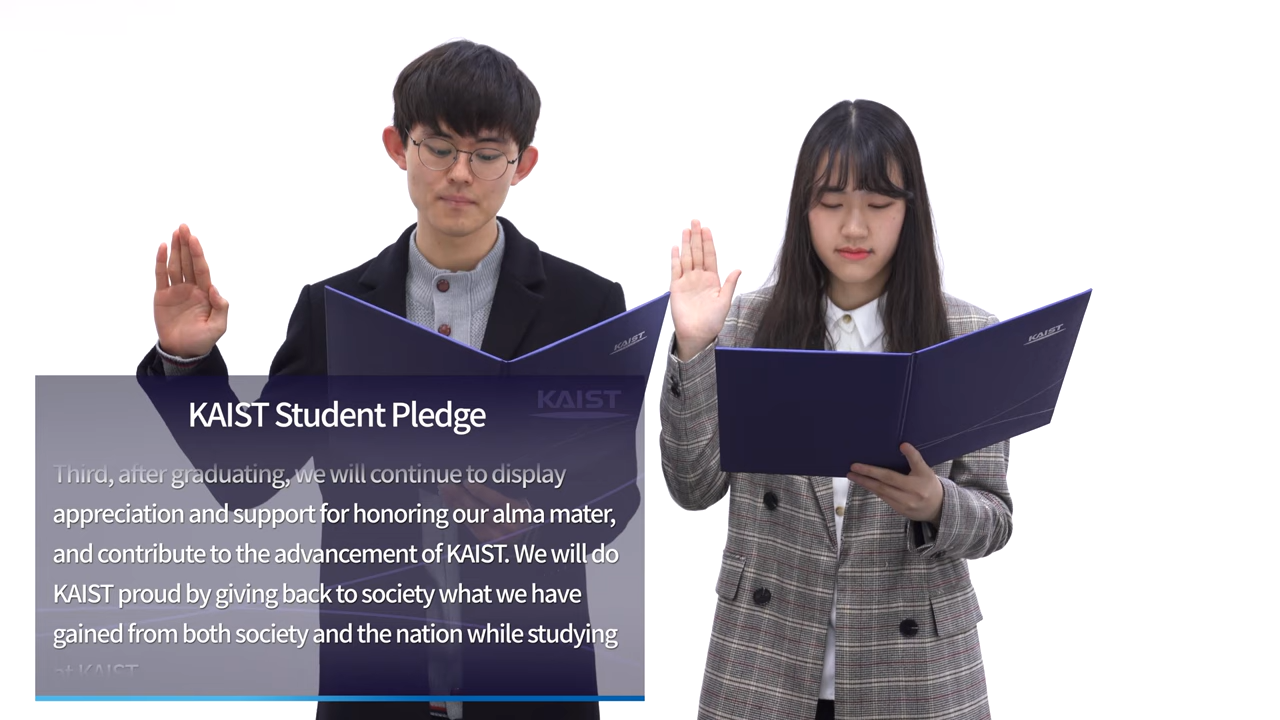 KAIST
KAIST
KAIST
KAIST Student Pledge
Third, after graduating, we will continue to display
appreciation and support for honoring our alma mater,
and contribute to the advancement of KAIST. We will do
KAIST proud by giving back to society what we have
gained from both society and the nation while studying
at KAIST.